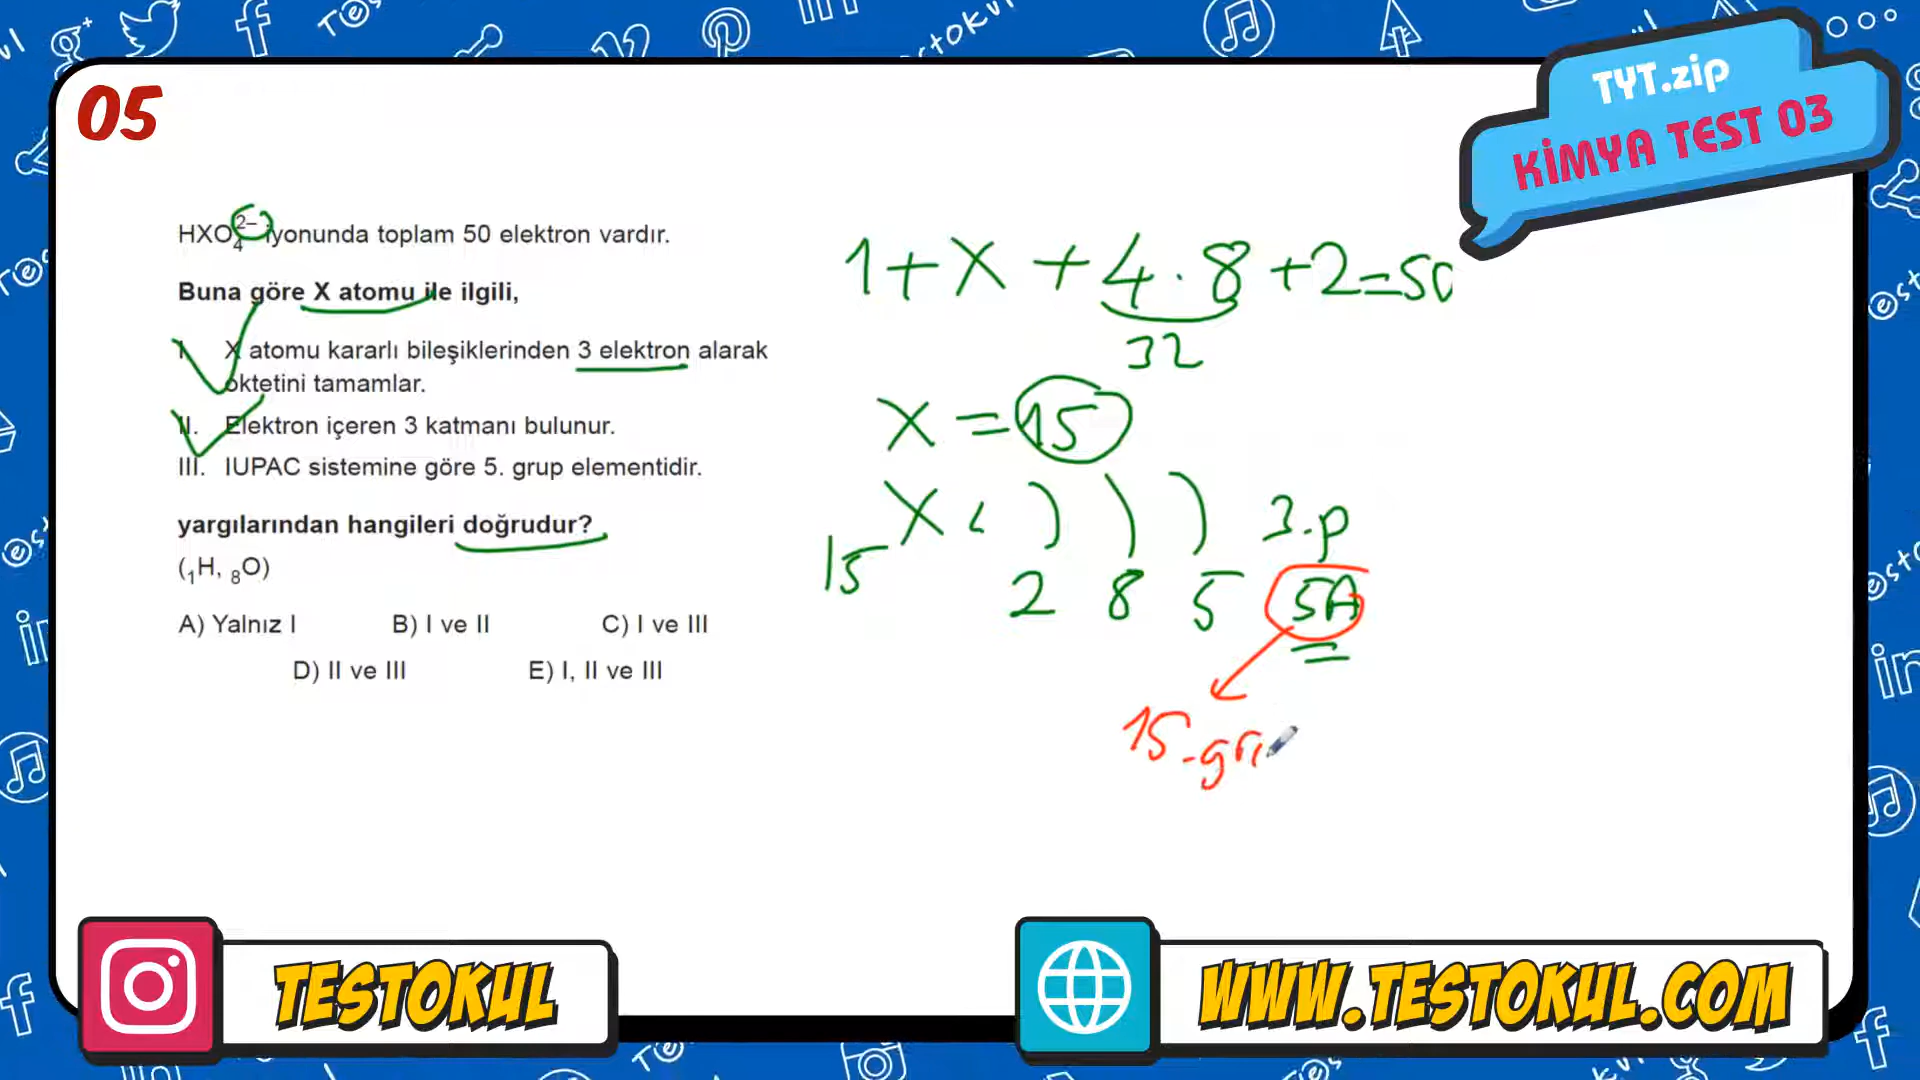 05
TYT.zip
KİMYA TEST 03
HXO₄²⁻ iyonunda toplam 50 elektron vardır.
Buna göre X atomu ile ilgili,
I. X atomu kararlı bileşiklerinden 3 elektron alarak
oktetini tamamlar.
II. Elektron içeren 3 katmanı bulunur.
III. IUPAC sistemine göre 5. grup elementidir.
yargılarından hangileri doğrudur?
(₁H, ₈O)
A) Yalnız I B) I ve II C) I ve III
D) II ve III E) I, II ve III
1+X+4.8+2=50
32
X=15
15X 3.p
2 8 5 5A
15-gr
TESTOKUL
WWW.TESTOKUL.COM